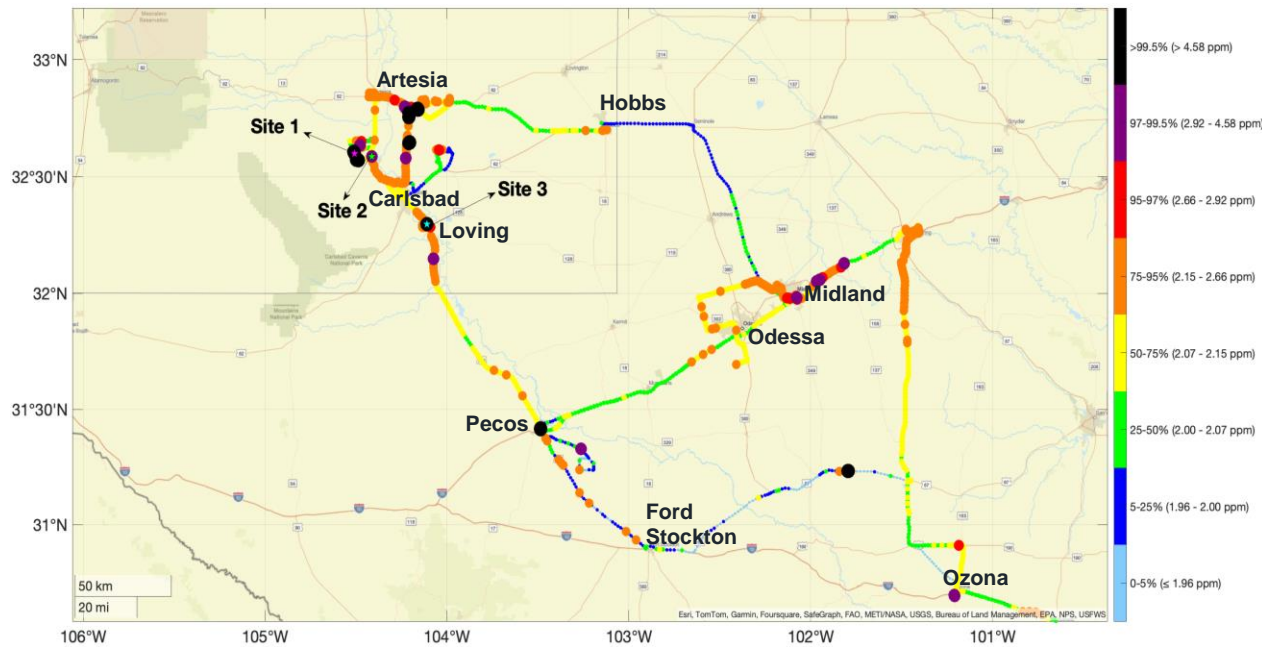 33°N
32°30'N
32°N
31°30'N
31°N
106°W
105°W
104°W
103°W
102°W
101°W
Artesia
Hobbs
Site 1
Site 2
Carlsbad
Site 3
Loving
Midland
Odessa
Pecos
Ford
Stockton
Ozona
50 km
20 mi
Esri, TomTom, Garmin, Foursquare, SafeGraph, FAO, METI/NASA, USGS, Bureau of Land Management, EPA, NPS, USFWS
>99.5% (> 4.58 ppm)
97-99.5% (2.92 - 4.58 ppm)
95-97% (2.66 - 2.92 ppm)
75-95% (2.15 - 2.66 ppm)
50-75% (2.07 - 2.15 ppm)
25-50% (2.00 - 2.07 ppm)
5-25% (1.96 - 2.00 ppm)
0-5% (≤ 1.96 ppm)